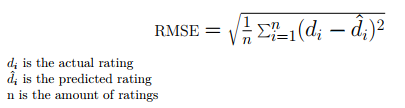 RMSE = √(1/n Σⁿᵢ₌₁(dᵢ − d̂ᵢ)²)
dᵢ is the actual rating
d̂ᵢ is the predicted rating
n is the amount of ratings